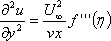 ∂²u/∂y² = U∞²/νx f'''(η)